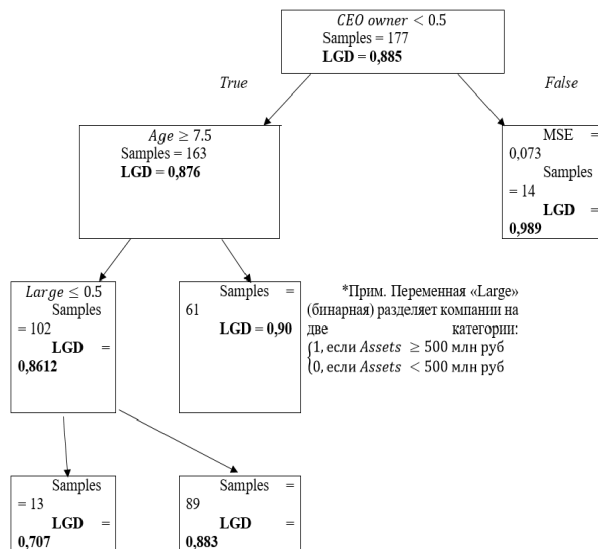 CEO owner < 0.5
Samples = 177
LGD = 0,885
True
False
Age ≥ 7.5
Samples = 163
LGD = 0,876
MSE =
0,073
Samples
= 14
LGD =
0,989
Large ≤ 0.5
Samples
= 102
LGD =
0,8612
Samples =
61
LGD = 0,90
*Прим. Переменная «Large»
(бинарная) разделяет компании на
две категории:
{1, если Assets ≥ 500 млн руб
{0, если Assets < 500 млн руб
Samples
= 13
LGD =
0,707
Samples =
89
LGD =
0,883